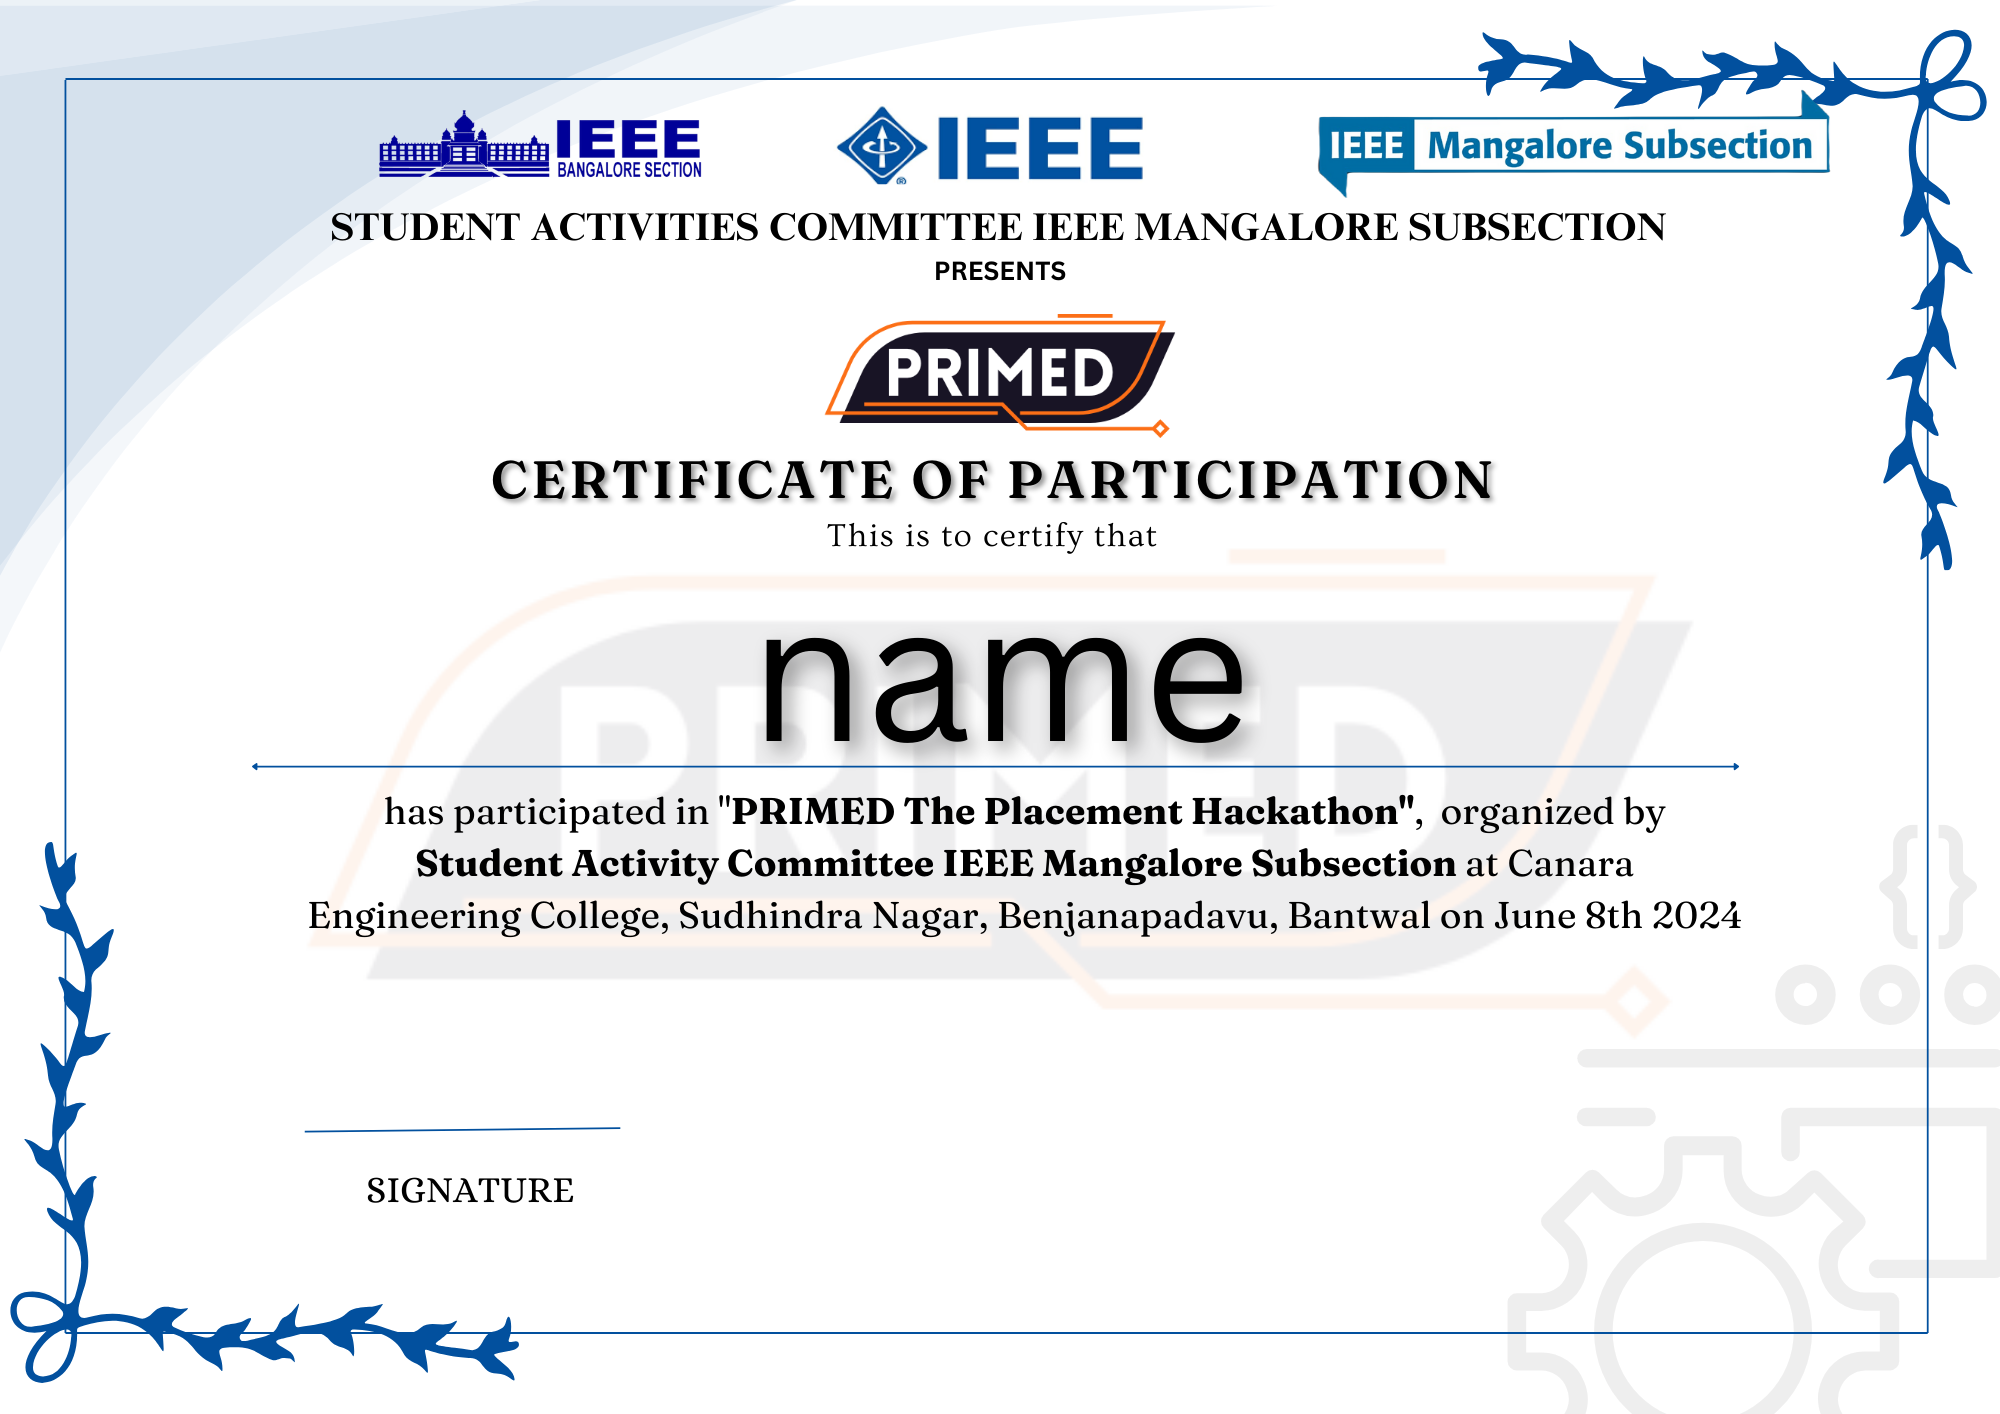 IEEE
BANGALORE SECTION
IEEE
®
IEEE Mangalore Subsection
STUDENT ACTIVITIES COMMITTEE IEEE MANGALORE SUBSECTION
PRESENTS
PRIMED
CERTIFICATE OF PARTICIPATION
This is to certify that
PRIMED
name
has participated in "PRIMED The Placement Hackathon", organized by
Student Activity Committee IEEE Mangalore Subsection at Canara
Engineering College, Sudhindra Nagar, Benjanapadavu, Bantwal on June 8th 2024
{}
SIGNATURE